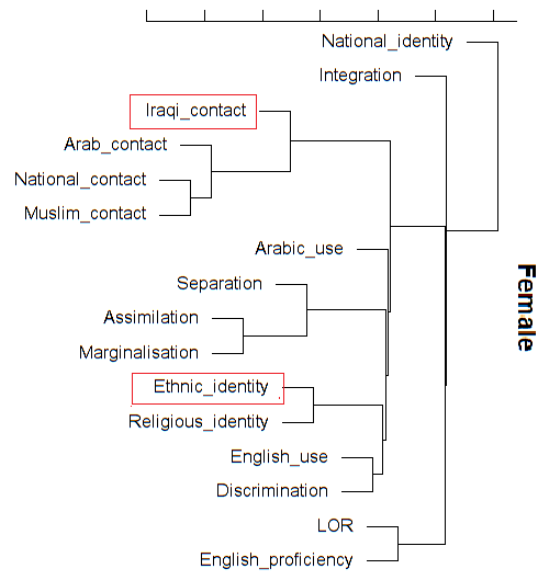 National_identity
Integration
Iraqi_contact
Arab_contact
National_contact
Muslim_contact
Arabic_use
Separation
Assimilation
Marginalisation
Ethnic_identity
Religious_identity
English_use
Discrimination
LOR
English_proficiency
Female